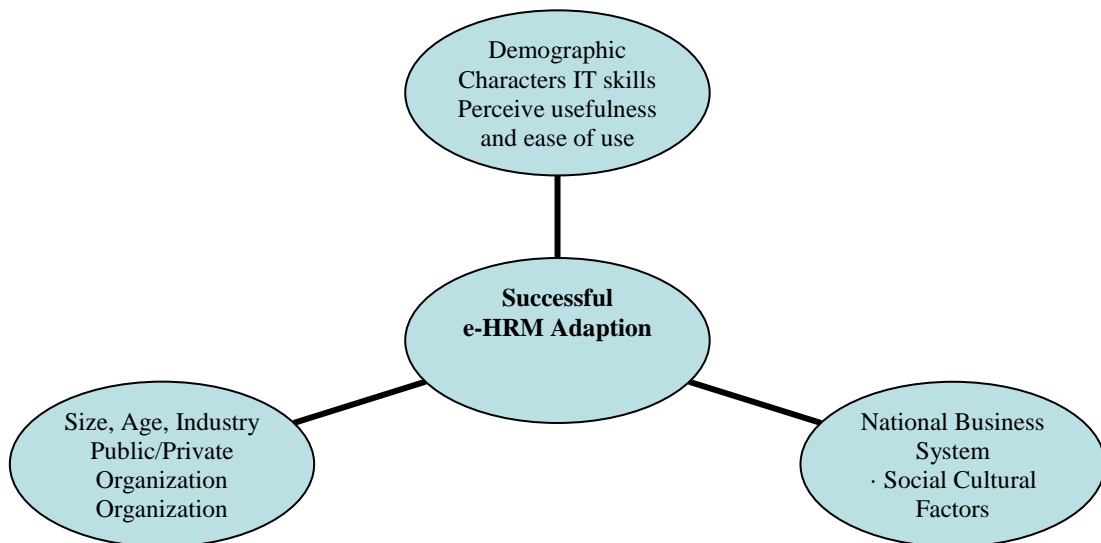 Demographic
Characters IT skills
Perceive usefulness
and ease of use
Successful
e-HRM Adaption
Size, Age, Industry
Public/Private
Organization
Organization
National Business
System
· Social Cultural
Factors